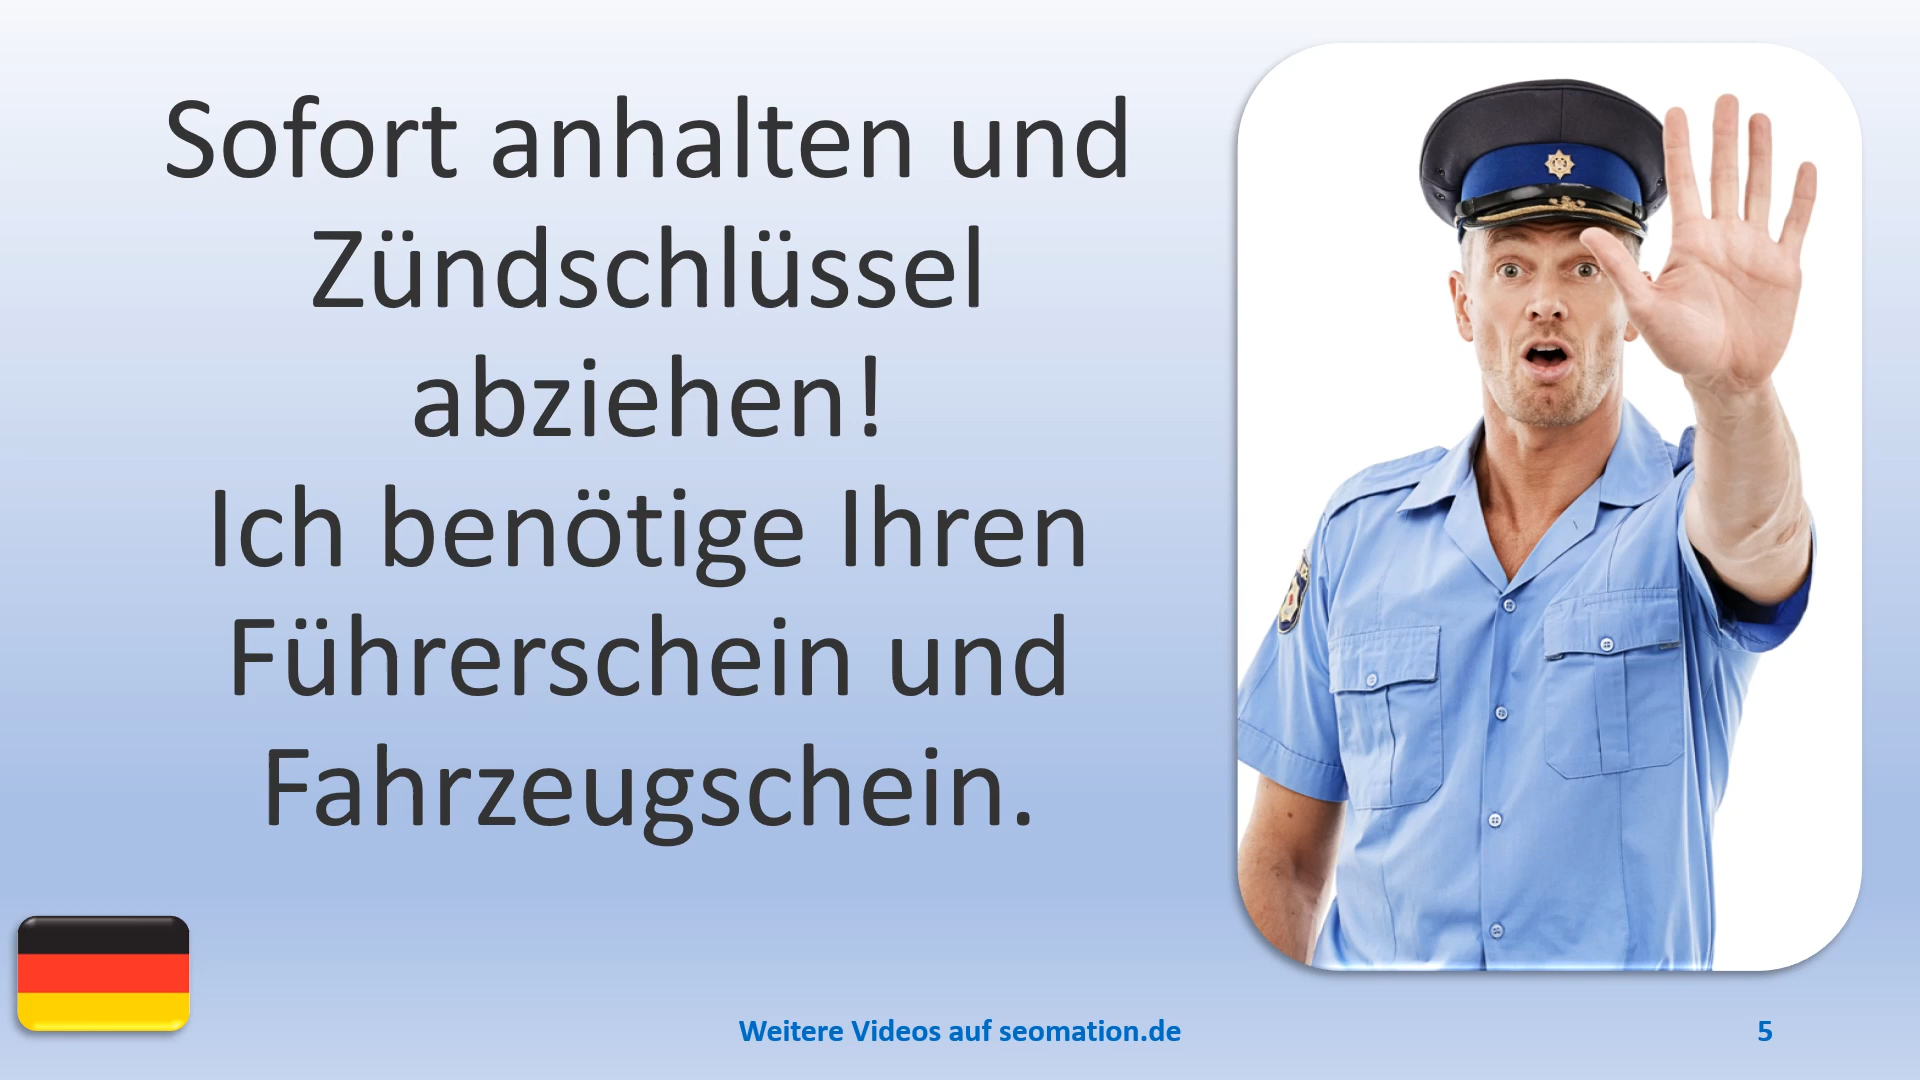 Sofort anhalten und
Zündschlüssel
abziehen!
Ich benötige Ihren
Führerschein und
Fahrzeugschein.
Weitere Videos auf seomation.de
5